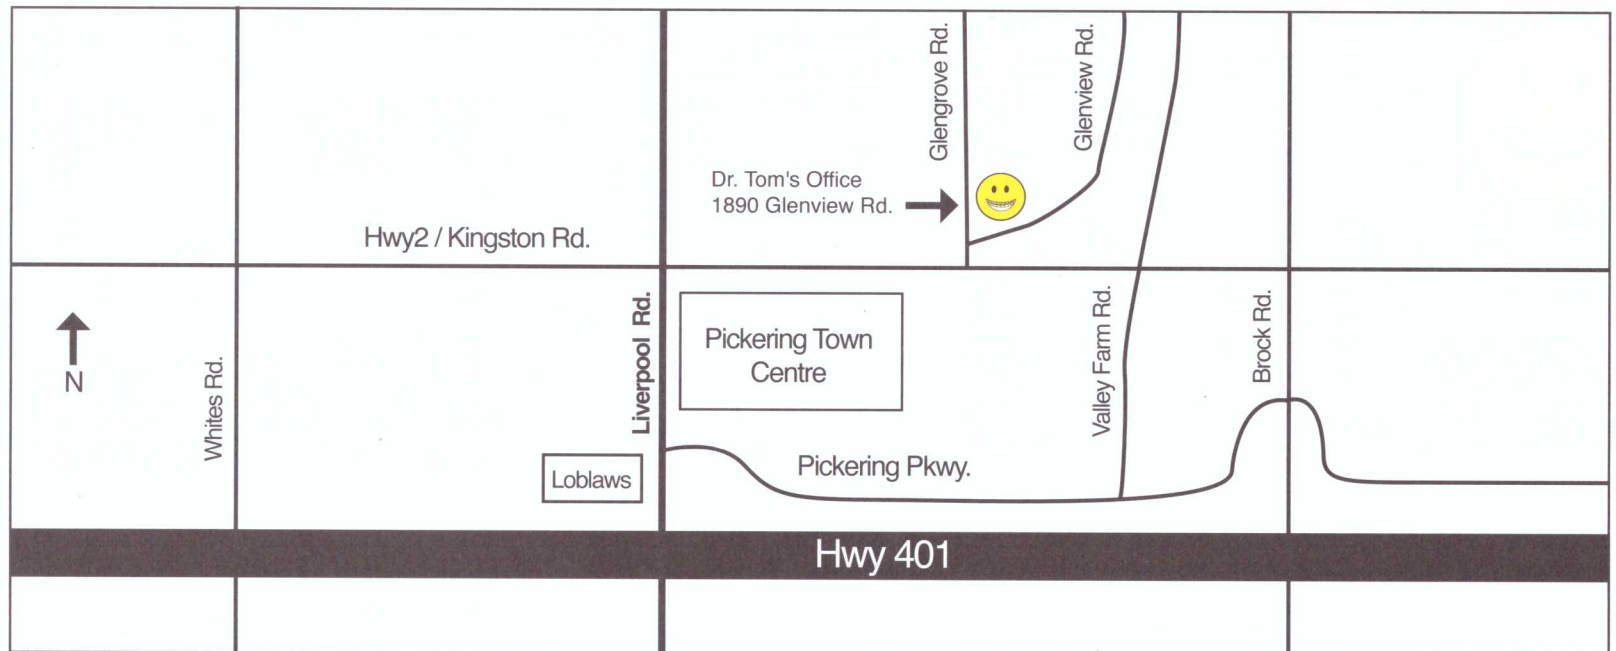 Glengrove Rd.
Glenview Rd.
Dr. Tom's Office
1890 Glenview Rd.
Hwy2 / Kingston Rd.
N
Whites Rd.
Liverpool Rd.
Pickering Town
Centre
Valley Farm Rd.
Brock Rd.
Loblaws
Pickering Pkwy.
Hwy 401